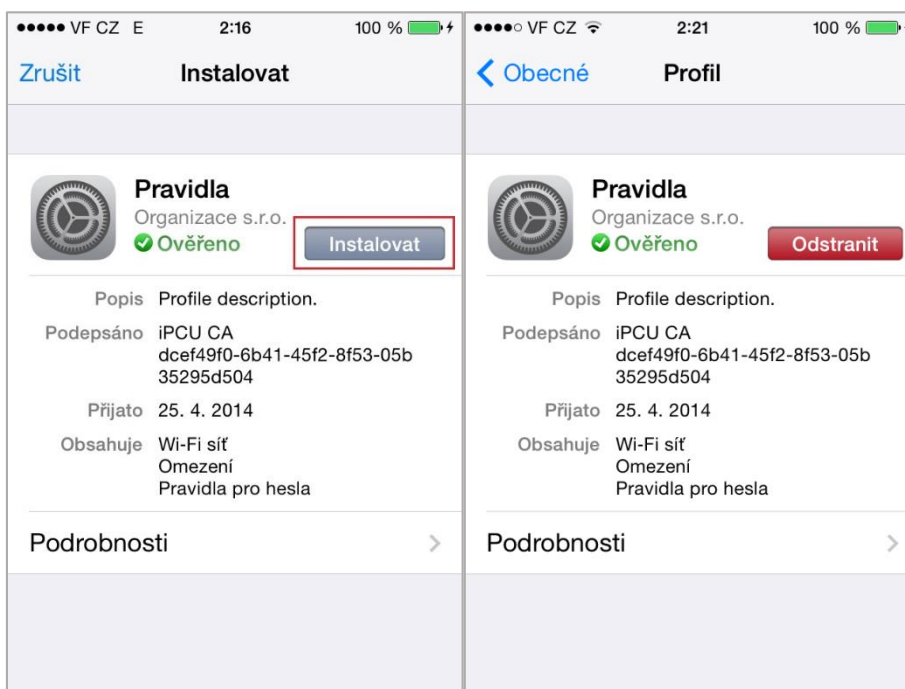 VF CZ E 2:16 100 %
Zrušit Instalovat
Pravidla
Organizace s.r.o.
Ověřeno
Instalovat
Popis Profile description.
Podepsáno iPCU CA
dcef49f0-6b41-45f2-8f53-05b
35295d504
Přijato 25. 4. 2014
Obsahuje Wi-Fi síť
Omezení
Pravidla pro hesla
Podrobnosti
VF CZ 2:21 100 %
Obecné Profil
Pravidla
Organizace s.r.o.
Ověřeno
Odstranit
Popis Profile description.
Podepsáno iPCU CA
dcef49f0-6b41-45f2-8f53-05b
35295d504
Přijato 25. 4. 2014
Obsahuje Wi-Fi síť
Omezení
Pravidla pro hesla
Podrobnosti